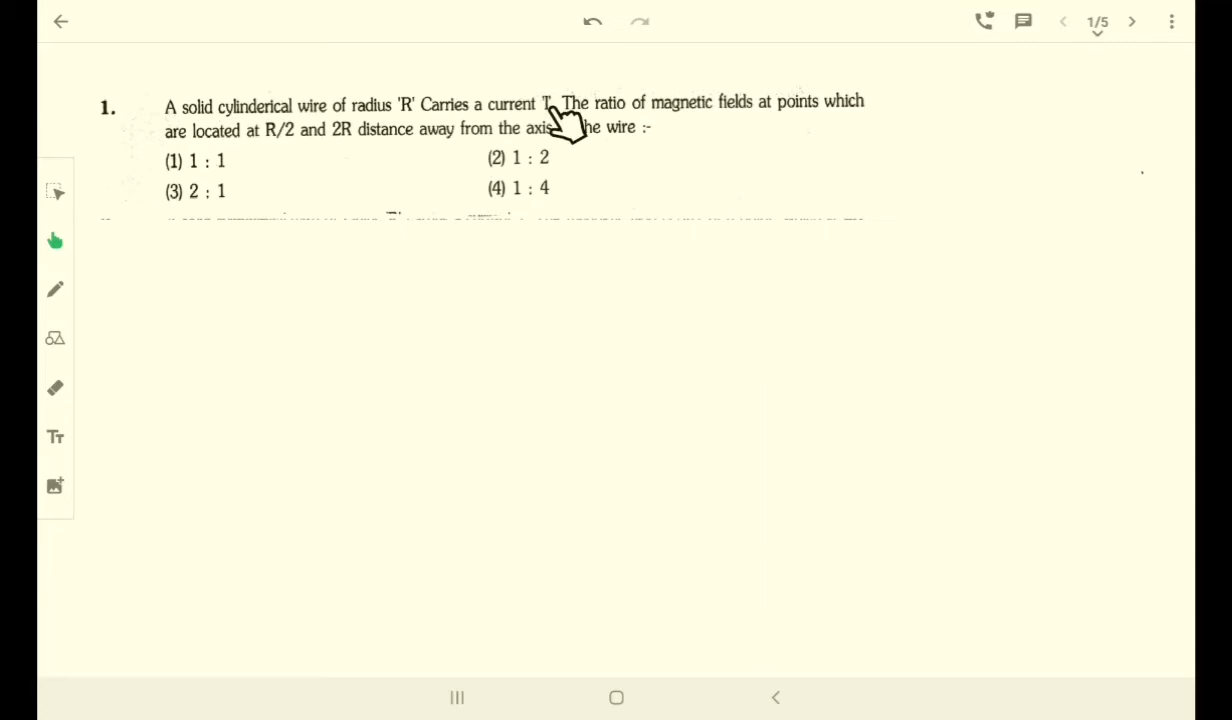 1/5
1. A solid cylinderical wire of radius 'R' Carries a current The ratio of magnetic fields at points which
are located at R/2 and 2R distance away from the axis he wire :-
(1) 1 : 1 (2) 1 : 2
(3) 2 : 1 (4) 1 : 4
Tт